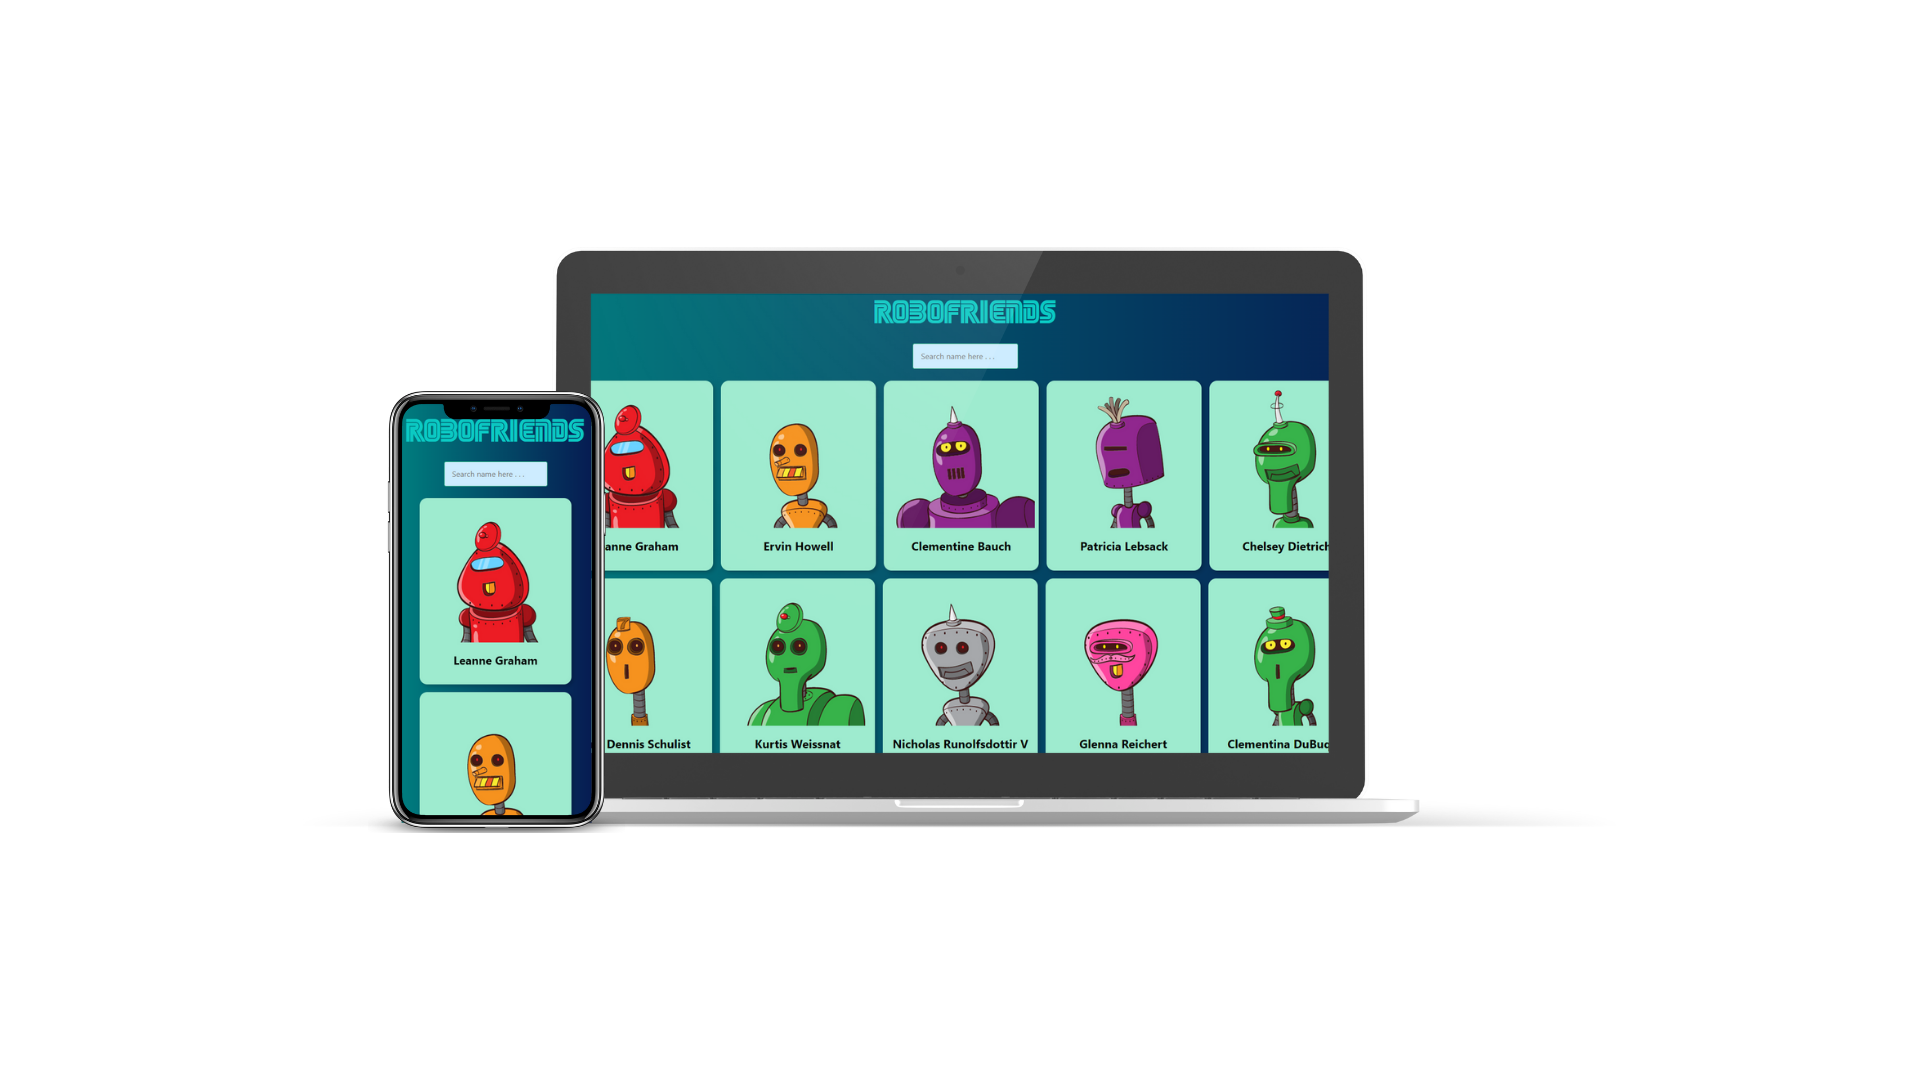 ROBOFRIENDS
Search name here . . .
anne Graham
Ervin Howell
Clementine Bauch
Patricia Lebsack
Chelsey Dietrich
Dennis Schulist
Kurtis Weissnat
Nicholas Runolfsdottir V
Glenna Reichert
Clementina DuBuq
ROBOFRIENDS
Search name here . . .
Leanne Graham